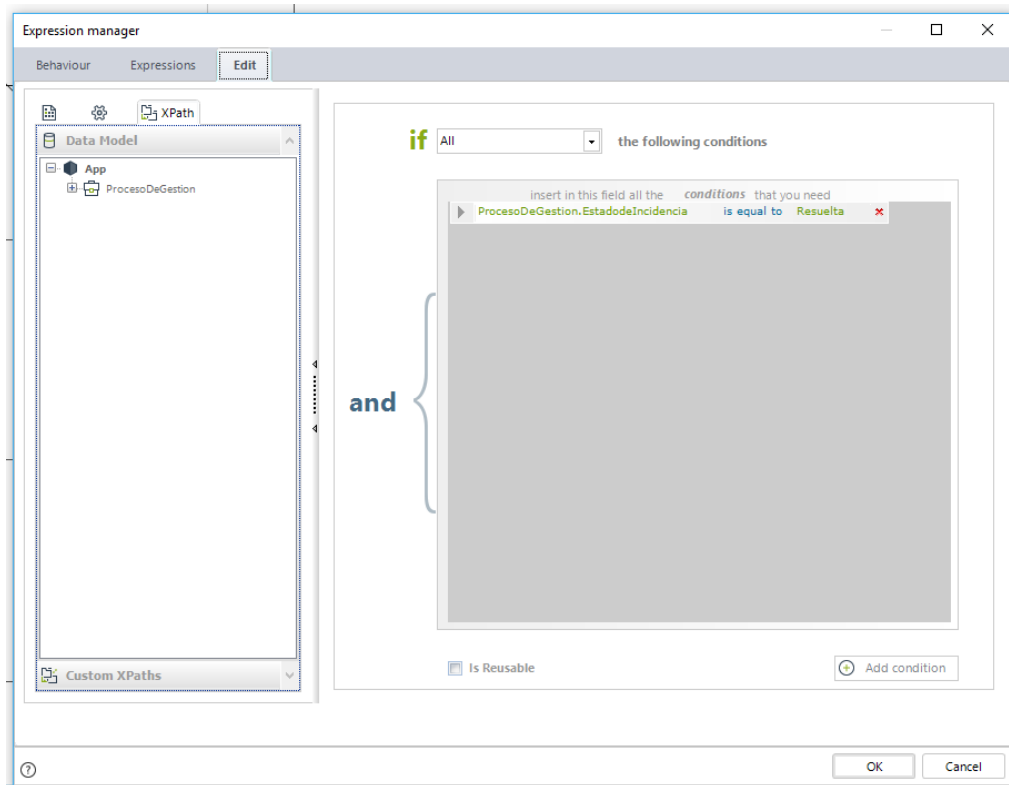 Expression manager
Behaviour Expressions Edit
XPath
Data Model
App
ProcesoDeGestion
Custom XPaths
if All the following conditions
insert in this field all the conditions that you need
ProcesoDeGestion.EstadodeIncidencia is equal to Resuelta
and
Is Reusable
Add condition
OK Cancel